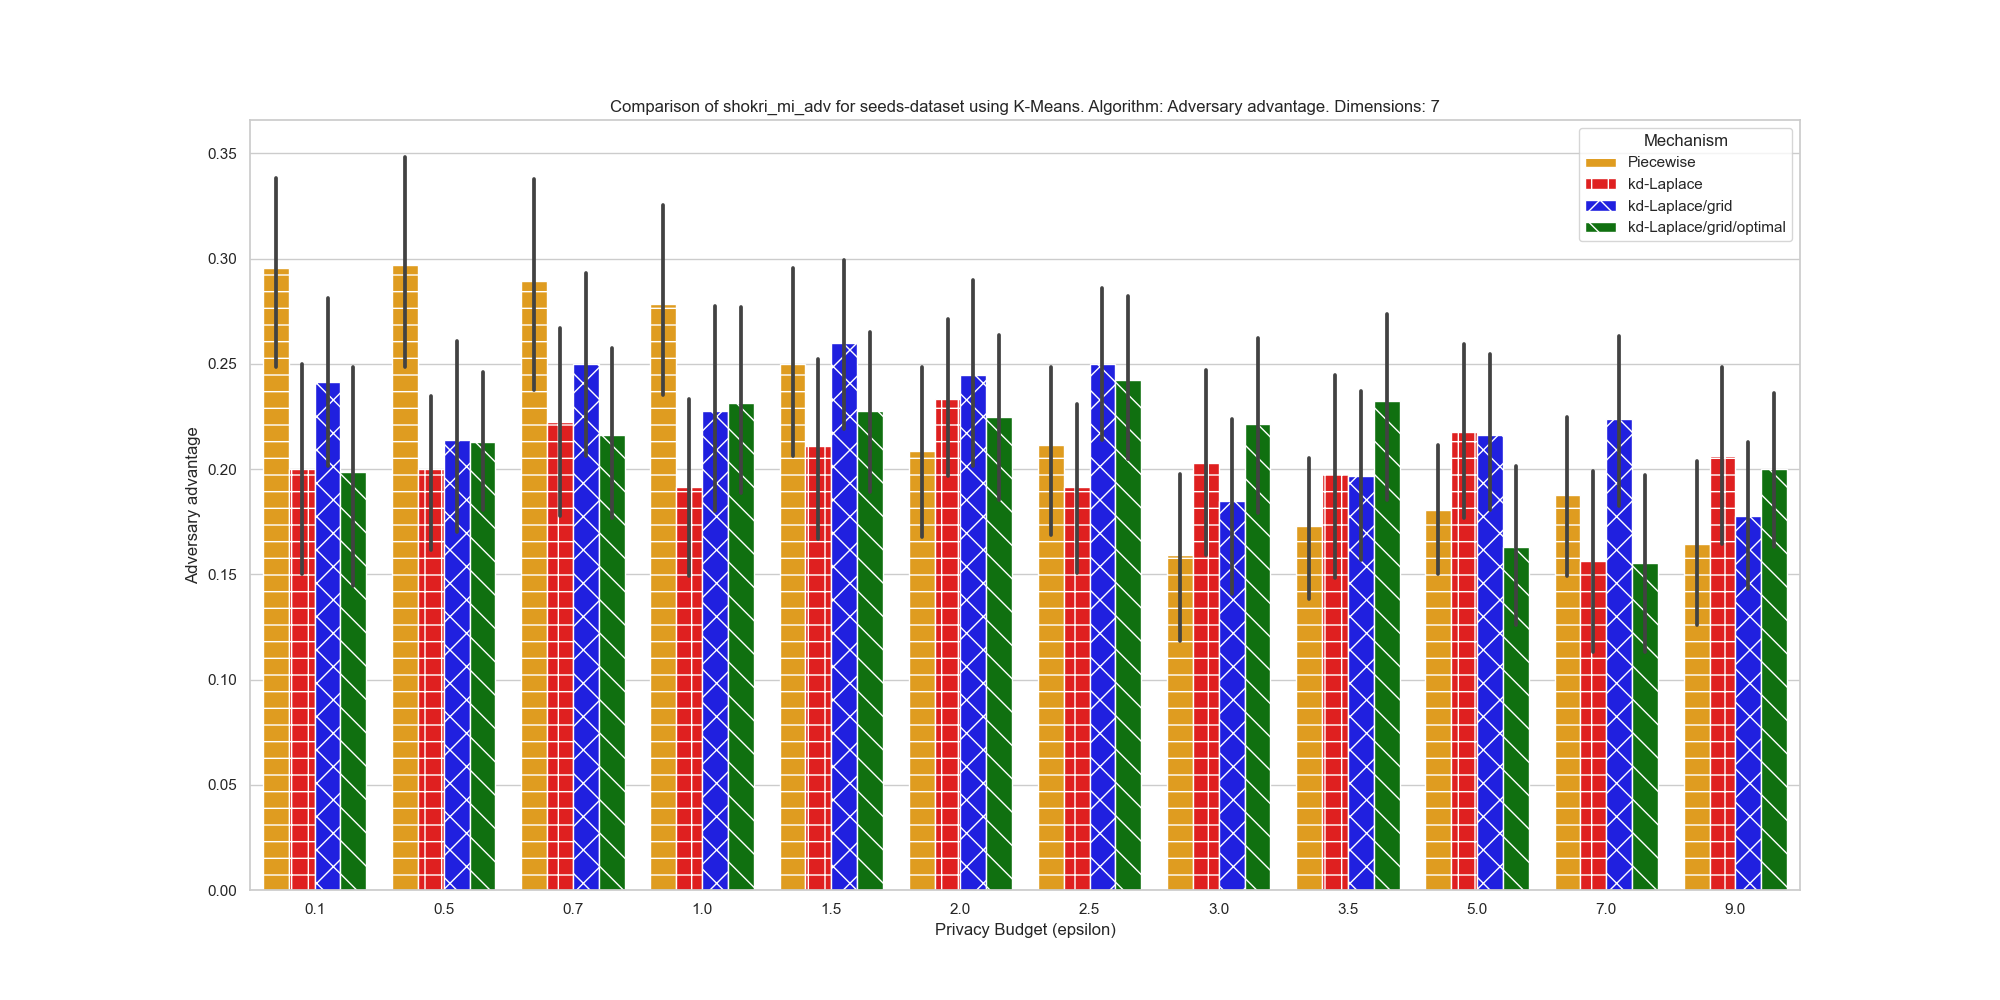 Comparison of shokri_mi_adv for seeds-dataset using K-Means. Algorithm: Adversary advantage. Dimensions: 7
Mechanism
Piecewise
kd-Laplace
kd-Laplace/grid
kd-Laplace/grid/optimal
Adversary advantage
0.35
0.30
0.25
0.20
0.15
0.10
0.05
0.00
0.1 0.5 0.7 1.0 1.5 2.0 2.5 3.0 3.5 5.0 7.0 9.0
Privacy Budget (epsilon)